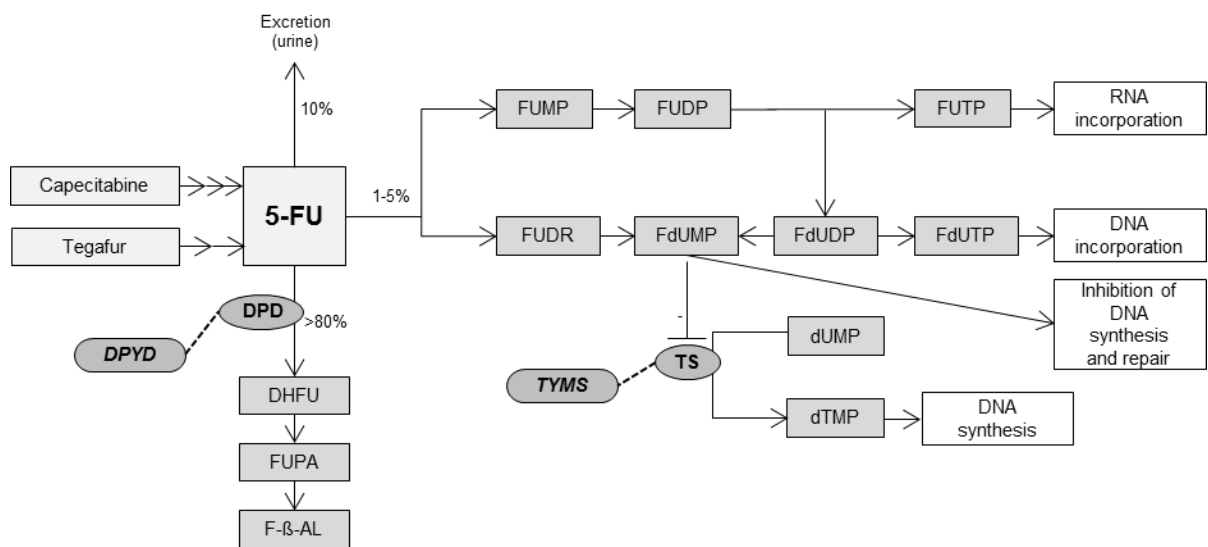 Excretion
(urine)
10%
Capecitabine
Tegafur
5-FU
1-5%
FUMP
FUDP
FUTP
RNA
incorporation
FUDR
FdUMP
FdUDP
FdUTP
DNA
incorporation
Inhibition of
DNA
synthesis
and repair
DPD
>80%
DPYD
-
TS
TYMS
dUMP
dTMP
DNA
synthesis
DHFU
FUPA
F-ß-AL